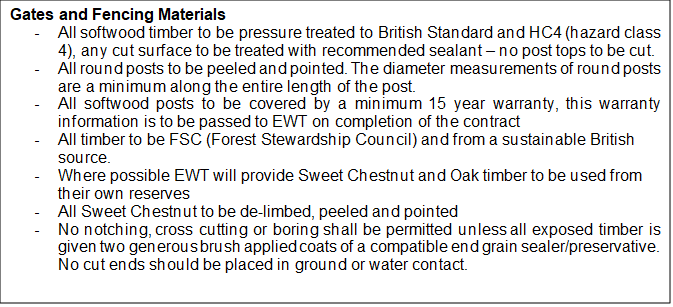 Gates and Fencing Materials
- All softwood timber to be pressure treated to British Standard and HC4 (hazard class
4), any cut surface to be treated with recommended sealant – no post tops to be cut.
- All round posts to be peeled and pointed. The diameter measurements of round posts
are a minimum along the entire length of the post.
- All softwood posts to be covered by a minimum 15 year warranty, this warranty
information is to be passed to EWT on completion of the contract
- All timber to be FSC (Forest Stewardship Council) and from a sustainable British
source.
- Where possible EWT will provide Sweet Chestnut and Oak timber to be used from
their own reserves
- All Sweet Chestnut to be de-limbed, peeled and pointed
- No notching, cross cutting or boring shall be permitted unless all exposed timber is
given two generous brush applied coats of a compatible end grain sealer/preservative.
No cut ends should be placed in ground or water contact.